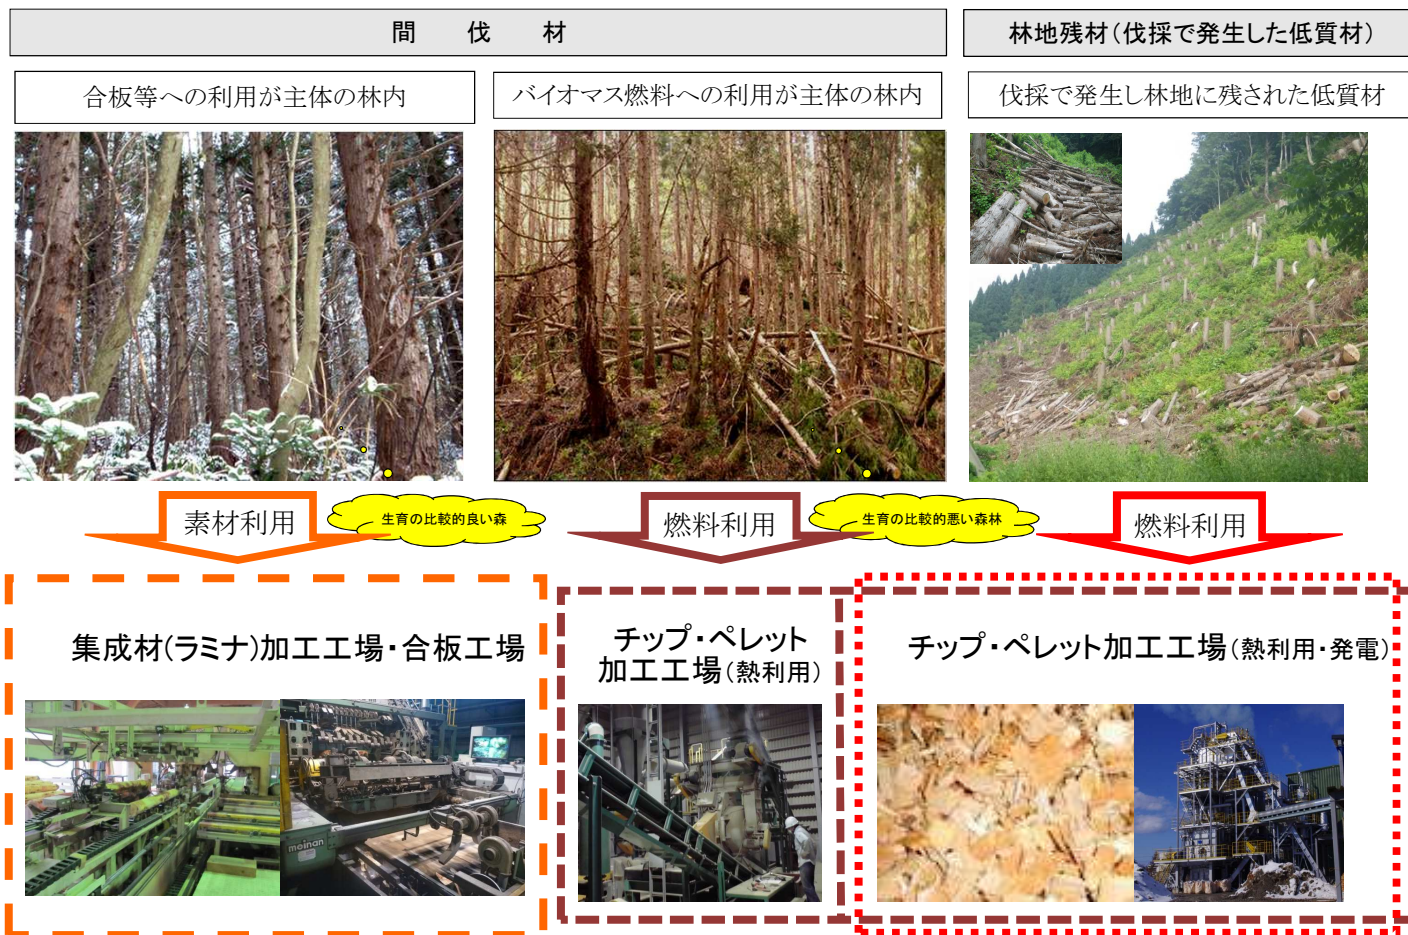 間伐材
林地残材（伐採で発生した低質材）
合板等への利用が主体の林内
バイオマス燃料への利用が主体の林内
伐採で発生し林地に残された低質材
素材利用
生育の比較的良い森
燃料利用
生育の比較的悪い森林
燃料利用
集成材(ラミナ)加工工場・合板工場
チップ・ペレット
加工工場(熱利用)
チップ・ペレット加工工場(熱利用・発電)
meinan